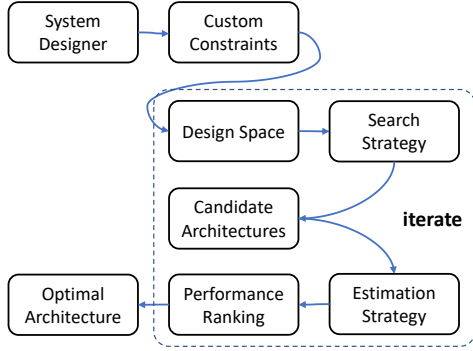 System
Designer
Custom
Constraints
Design Space
Search
Strategy
Candidate
Architectures
iterate
Optimal
Architecture
Performance
Ranking
Estimation
Strategy